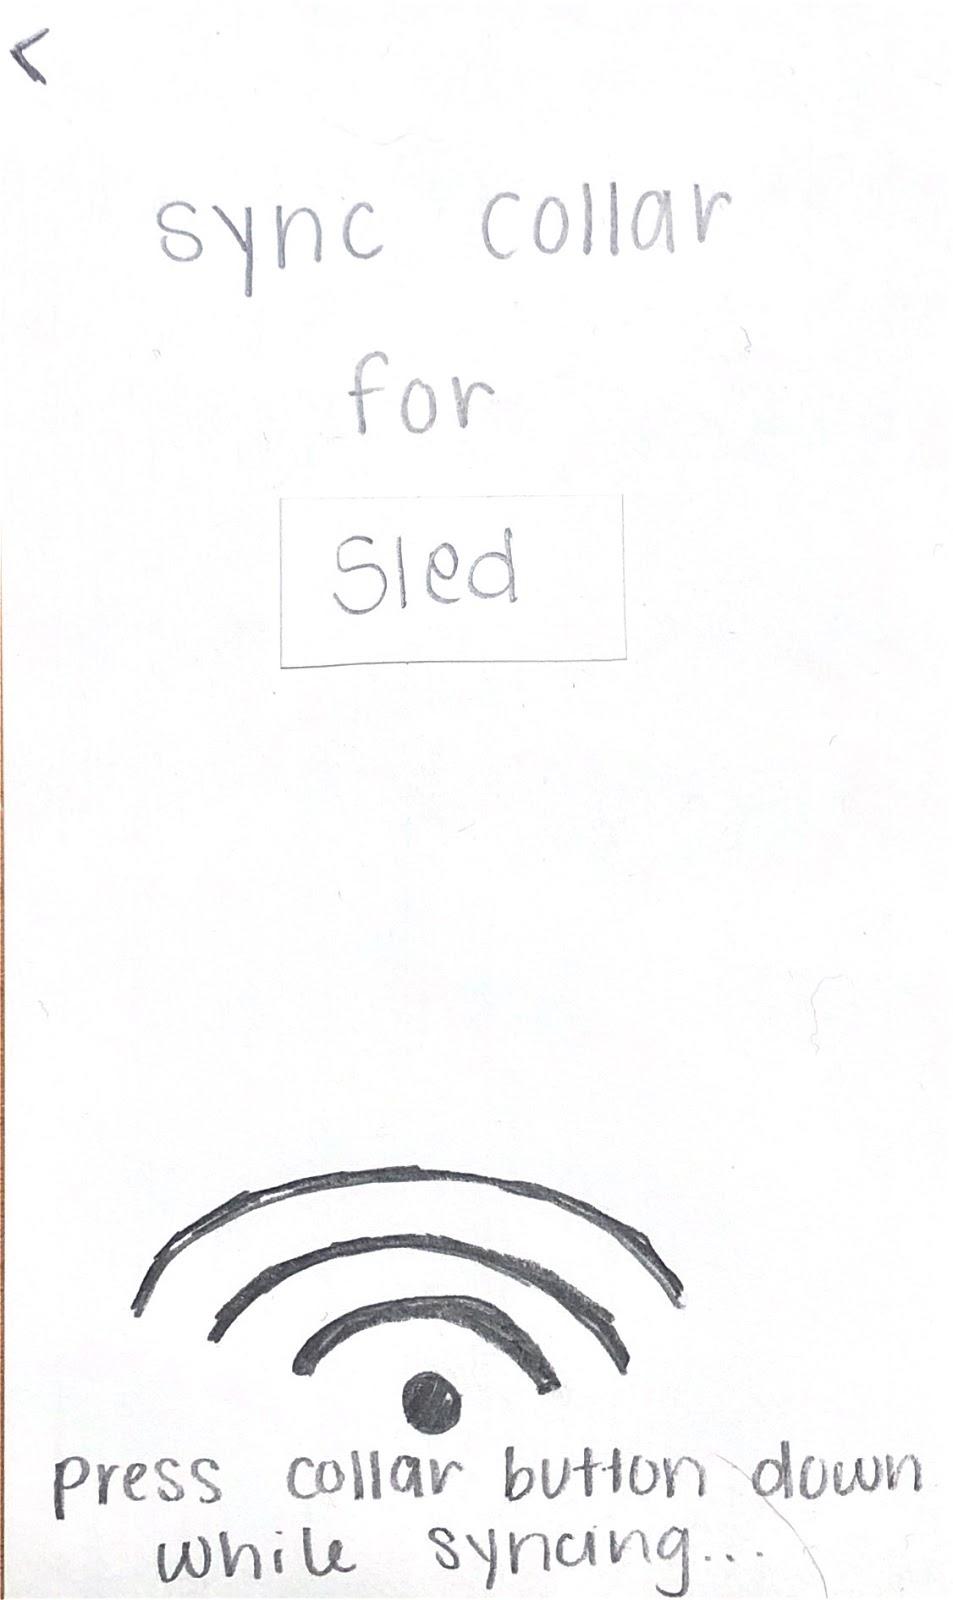 <
sync collar
for
Sled
press collar button down
while syncing...